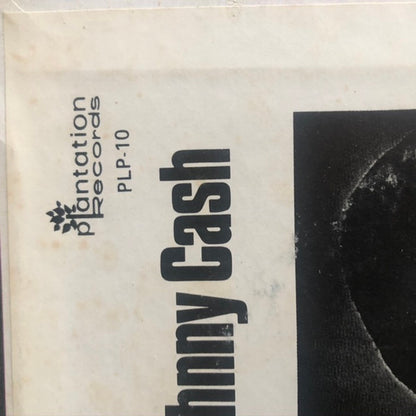 plantation
Records
PLP-10
hnny Cash